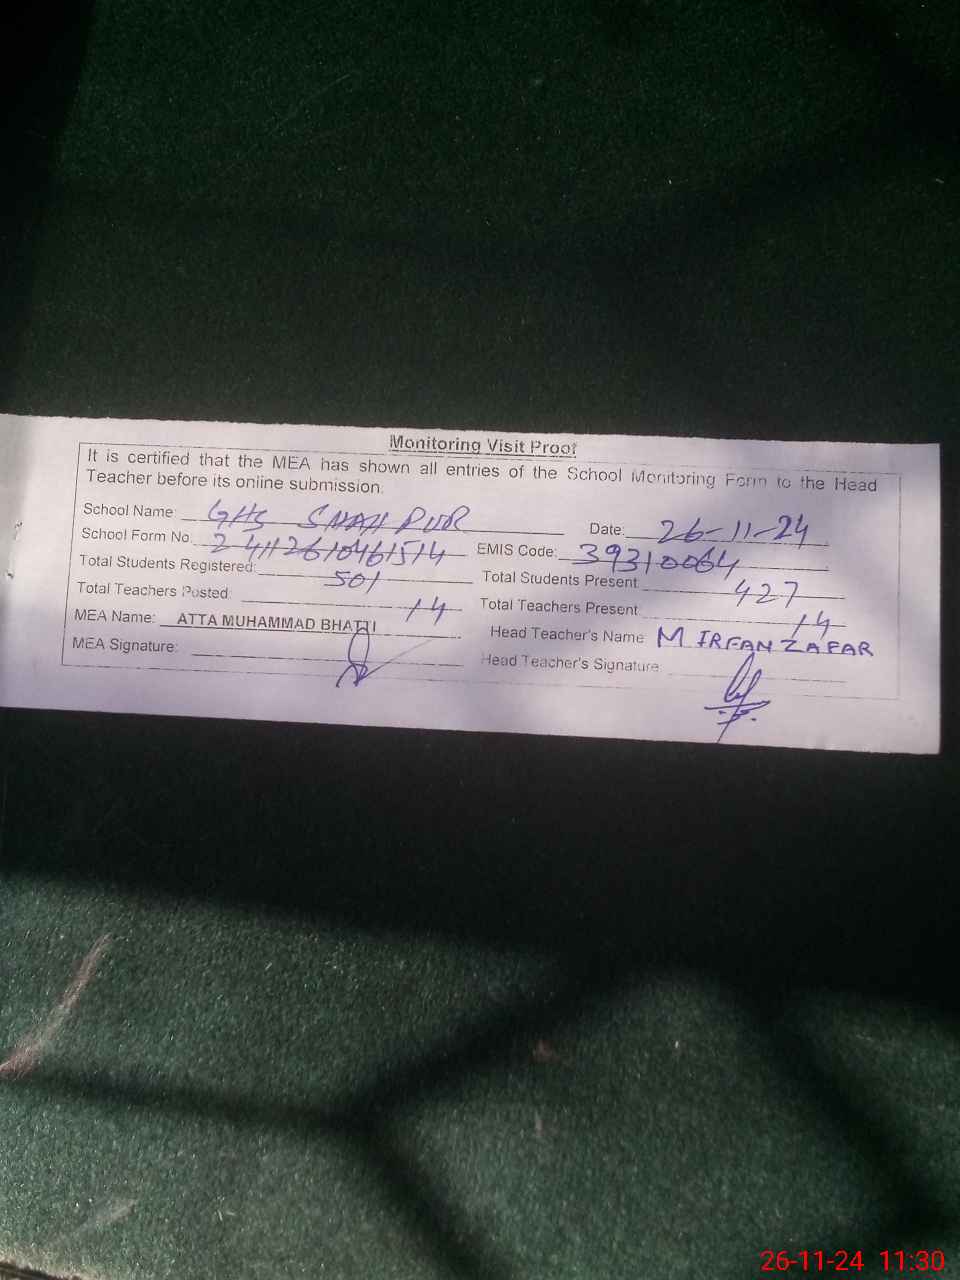 Monitoring Visit Proof
It is certified that the MEA has shown all entries of the School Monitoring Form to the Head
Teacher before its online submission.
School Name: GHS SHAH PUR Date: 26-11-24
School Form No. 24112610461514 EMIS Code: 39310064
Total Students Registered: 501 Total Students Present 427
Total Teachers Posted: 14 Total Teachers Present: 14
MEA Name: ATTA MUHAMMAD BHATTI Head Teacher's Name M IRFAN ZAFAR
MEA Signature: Head Teacher's Signature
26-11-24 11:30